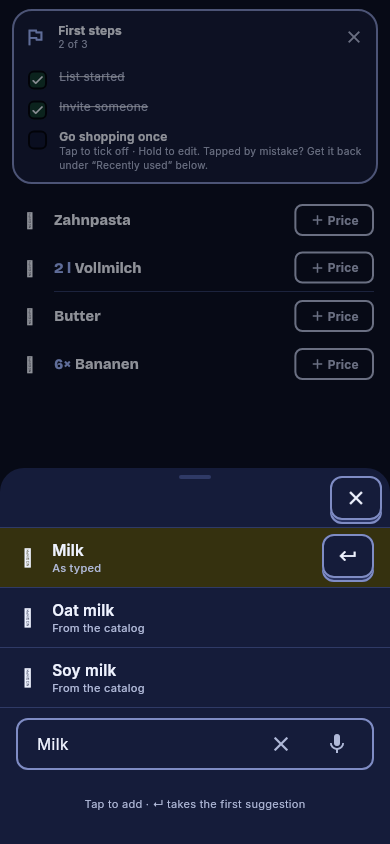 First steps
2 of 3
List started
Invite someone
Go shopping once
Tap to tick off · Hold to edit. Tapped by mistake? Get it back
under “Recently used” below.
Zahnpasta
+ Price
2 l Vollmilch
+ Price
Butter
+ Price
6× Bananen
+ Price
Milk
As typed
Oat milk
From the catalog
Soy milk
From the catalog
Milk
Tap to add · ↵ takes the first suggestion